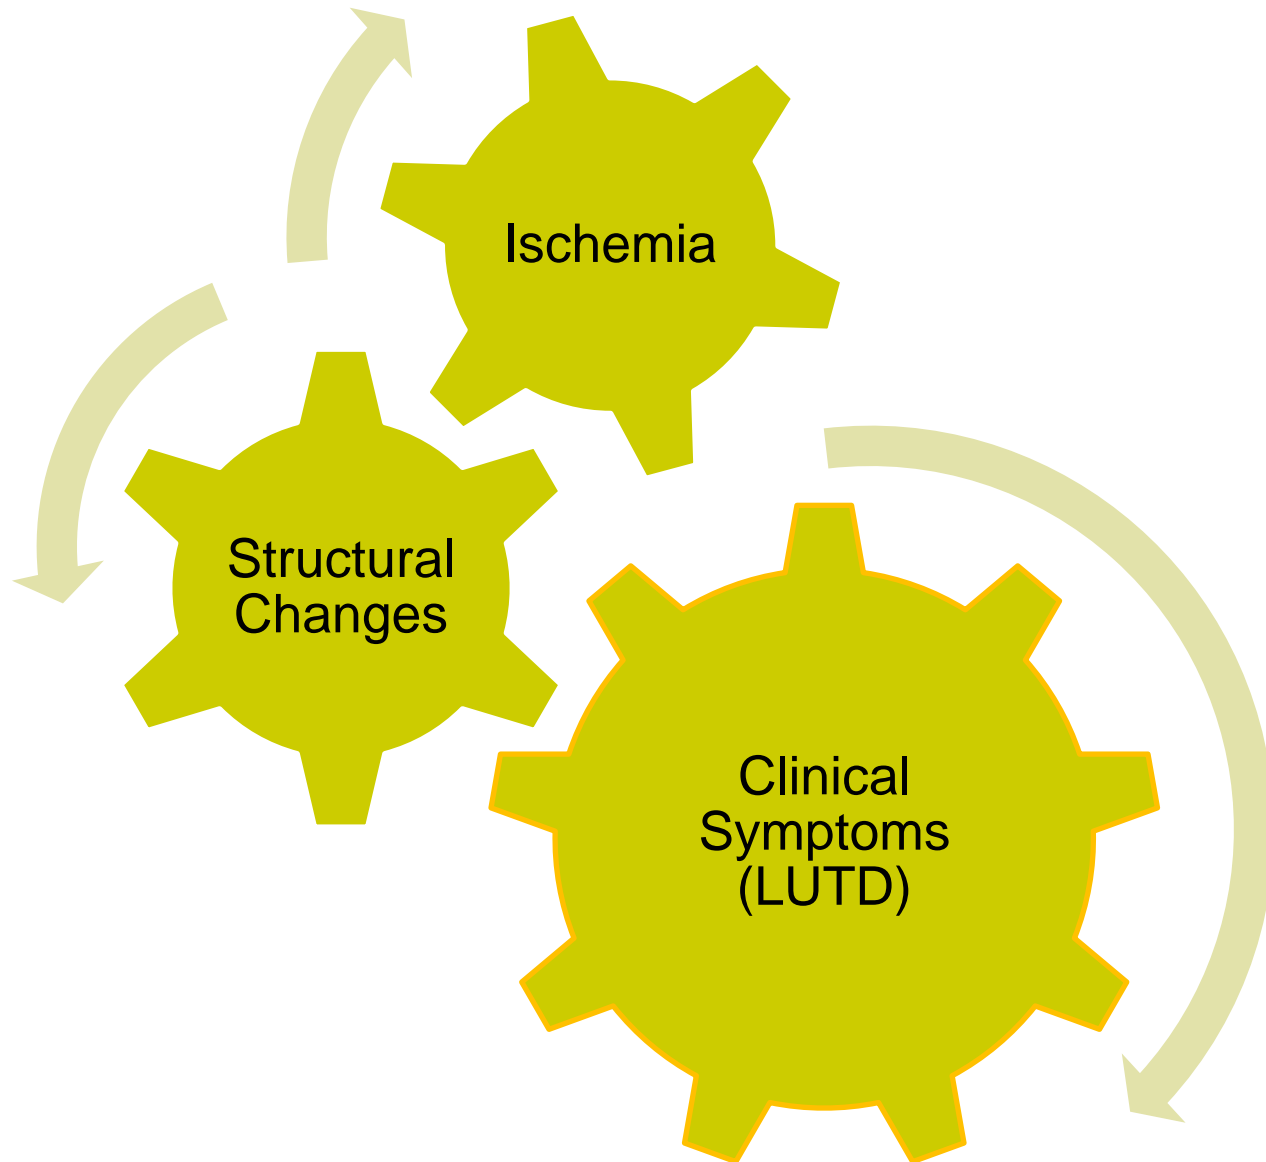 Ischemia
Structural
Changes
Clinical
Symptoms
(LUTD)